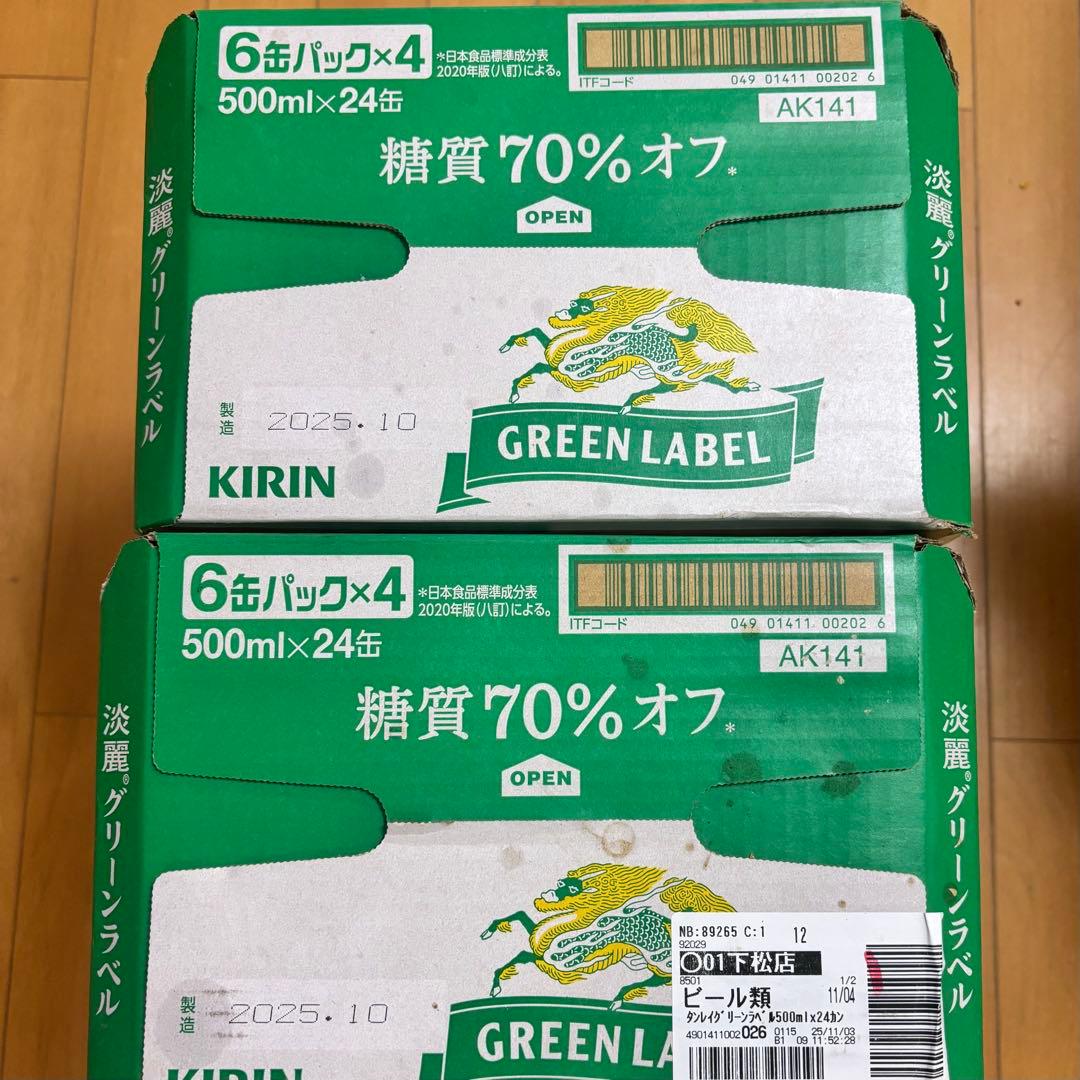 6缶パック×4
500ml×24缶
*日本食品標準成分表
2020年版(八訂)による。
ITFコード
049 01411 00202 6
AK141
糖質70%オフ*
OPEN
淡麗®グリーンラベル
淡麗®グリーンラベル
製造 2025.10
GREEN LABEL
KIRIN
6缶パック×4
500ml×24缶
*日本食品標準成分表
2020年版(八訂)による。
ITFコード
049 01411 00202 6
AK141
糖質70%オフ*
OPEN
淡麗®グリーンラベル
淡麗®グリーンラベル
製造 2025.10
GREEN LA
KIRIN
NB:89265 C:1 12
92029
〇01下松店
8501 1/2
ビール類 11/04
タンレイグリーンラベル500mlx24カン
4901411002026 0115 25/11/03
B1 09 11:52:28